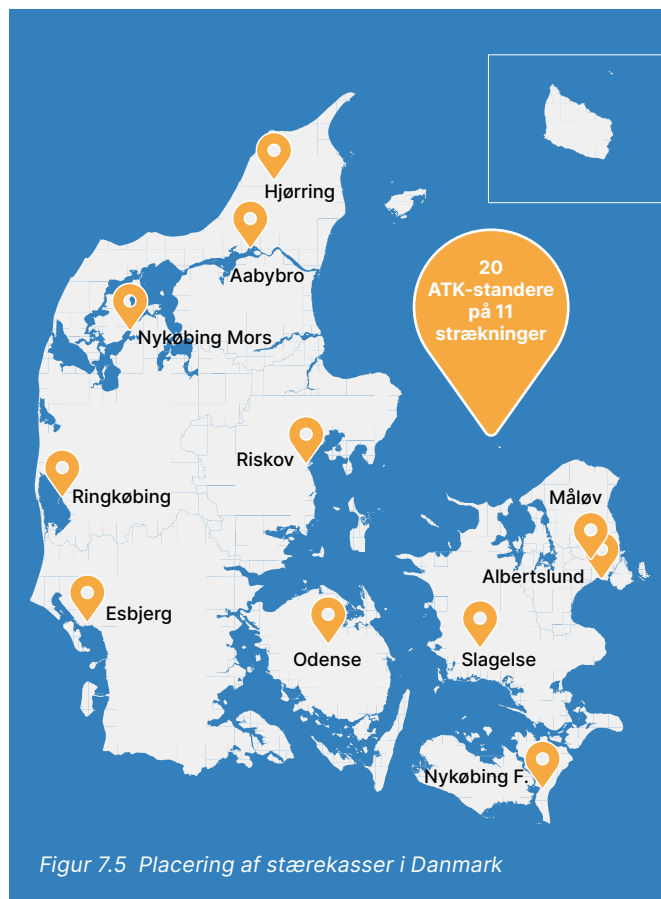 Hjørring
Aabybro
20
ATK-standere
på 11
strækninger
Nykøbing Mors
Riskov
Ringkøbing
Måløv
Albertslund
Esbjerg
Odense
Slagelse
Nykøbing F.
Figur 7.5 Placering af stærekasser i Danmark